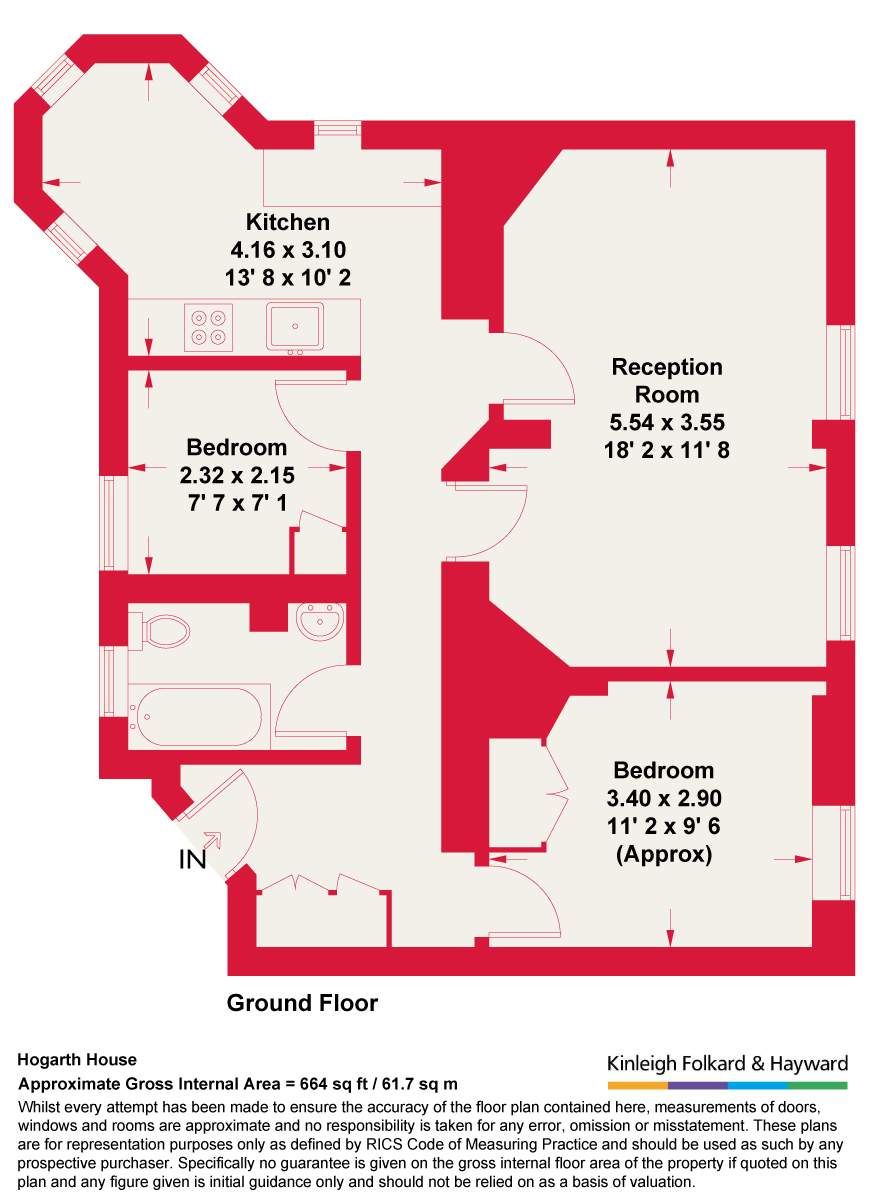 Kitchen
4.16 x 3.10
13' 8 x 10' 2
Reception
Room
5.54 x 3.55
18' 2 x 11' 8
Bedroom
2.32 x 2.15
7' 7 x 7' 1
Bedroom
3.40 x 2.90
11' 2 x 9' 6
(Approx)
IN
Ground Floor
Hogarth House
Approximate Gross Internal Area = 664 sq ft / 61.7 sq m
Kinleigh Folkard & Hayward
Whilst every attempt has been made to ensure the accuracy of the floor plan contained here, measurements of doors,
windows and rooms are approximate and no responsibility is taken for any error, omission or misstatement. These plans
are for representation purposes only as defined by RICS Code of Measuring Practice and should be used as such by any
prospective purchaser. Specifically no guarantee is given on the gross internal floor area of the property if quoted on this
plan and any figure given is initial guidance only and should not be relied on as a basis of valuation.